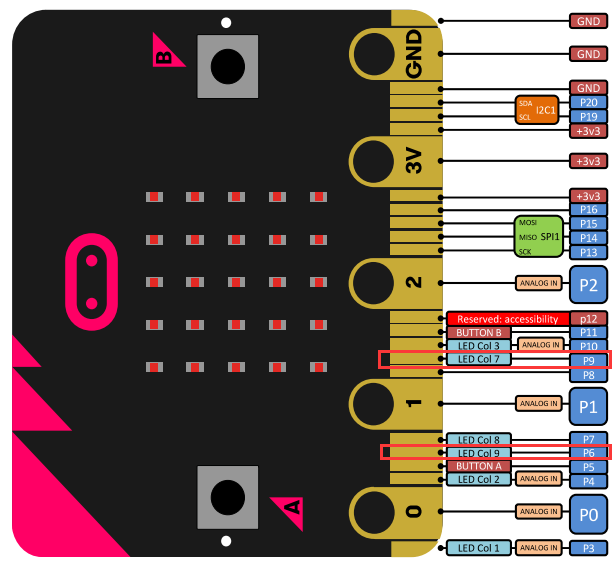 GND
B
GND
GND
GND
SDA I2C1 P20
SCL P19
+3v3
3V
+3v3
+3v3
P16
MOSI P15
MISO SPI1 P14
SCK P13
2 ANALOG IN P2
Reserved: accessibility p12
BUTTON B P11
LED Col 3 ANALOG IN P10
LED Col 7 P9
P8
1 ANALOG IN P1
LED Col 8 P7
LED Col 9 P6
BUTTON A P5
LED Col 2 ANALOG IN P4
A 0 ANALOG IN P0
LED Col 1 ANALOG IN P3